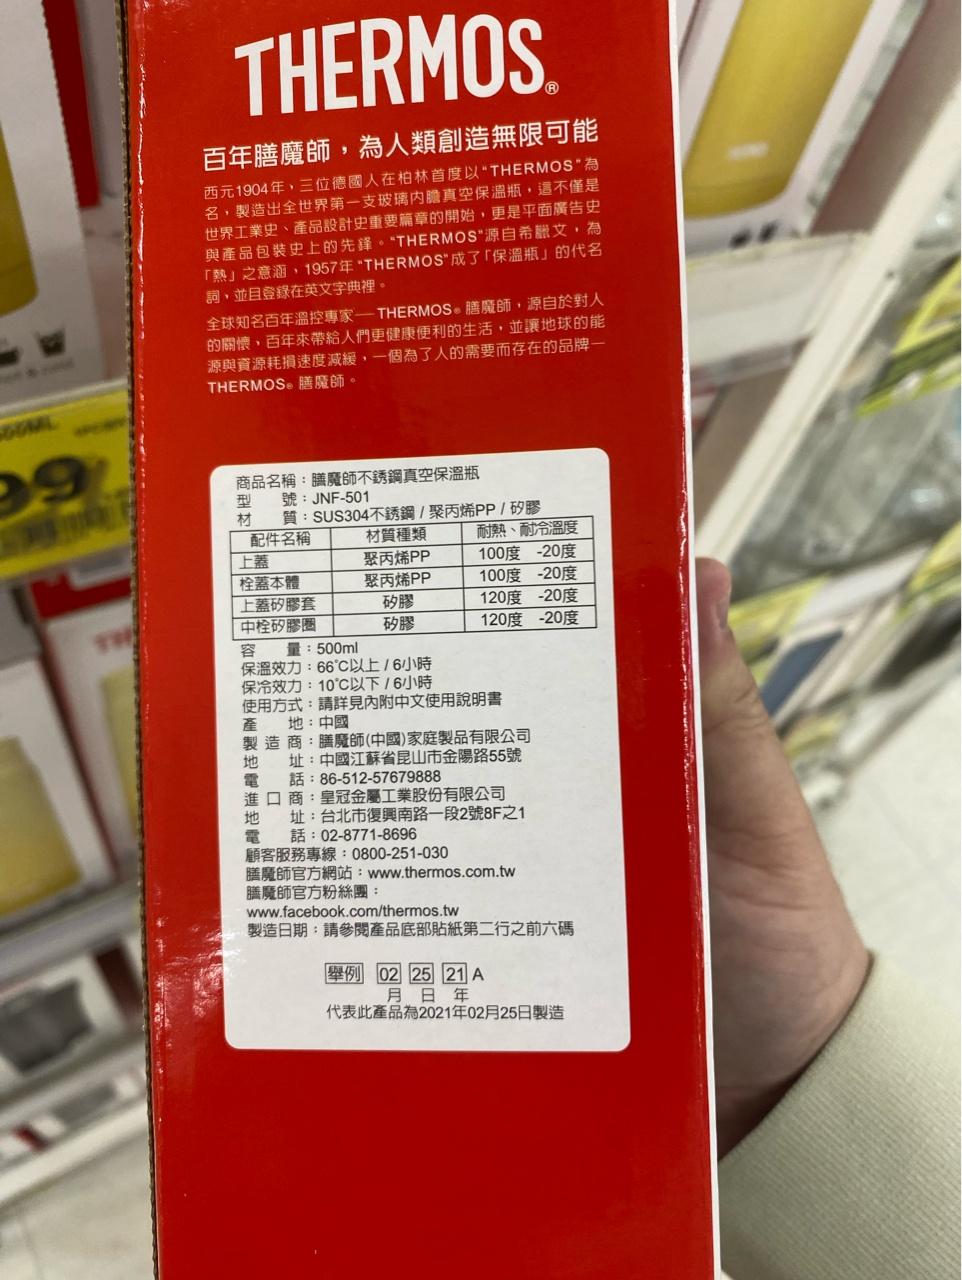 THERMOS®
百年膳魔師，為人類創造無限可能
西元1904年，三位德國人在柏林首度以“THERMOS”為
名，製造出全世界第一支玻璃內膽真空保溫瓶，這不僅是
世界工業史、產品設計史重要篇章的開始，更是平面廣告史
與產品包裝史上的先鋒。“THERMOS”源自希臘文，為
「熱」之意涵，1957年“THERMOS”成了「保溫瓶」的代名
詞，並且登錄在英文字典裡。
全球知名百年溫控專家—THERMOS® 膳魔師，源自於對人
的關懷，百年來帶給人們更健康便利的生活，並讓地球的能
源與資源耗損速度減緩，一個為了人的需要而存在的品牌—
THERMOS® 膳魔師。
商品名稱：膳魔師不銹鋼真空保溫瓶
型 號：JNF-501
材 質：SUS304不銹鋼 / 聚丙烯PP / 矽膠
配件名稱 材質種類 耐熱、耐冷溫度
上蓋 聚丙烯PP 100度 -20度
栓蓋本體 聚丙烯PP 100度 -20度
上蓋矽膠套 矽膠 120度 -20度
中栓矽膠圈 矽膠 120度 -20度
容 量：500ml
保溫效力：66°C以上 / 6小時
保冷效力：10°C以下 / 6小時
使用方式：請詳見內附中文使用說明書
產 地：中國
製 造 商：膳魔師(中國)家庭製品有限公司
地 址：中國江蘇省昆山市金陽路55號
電 話：86-512-57679888
進 口 商：皇冠金屬工業股份有限公司
地 址：台北市復興南路一段2號8F之1
電 話：02-8771-8696
顧客服務專線：0800-251-030
膳魔師官方網站：www.thermos.com.tw
膳魔師官方粉絲團：
www.facebook.com/thermos.tw
製造日期：請參閱產品底部貼紙第二行之前六碼
舉例 02 25 21 A
月 日 年
代表此產品為2021年02月25日製造
99